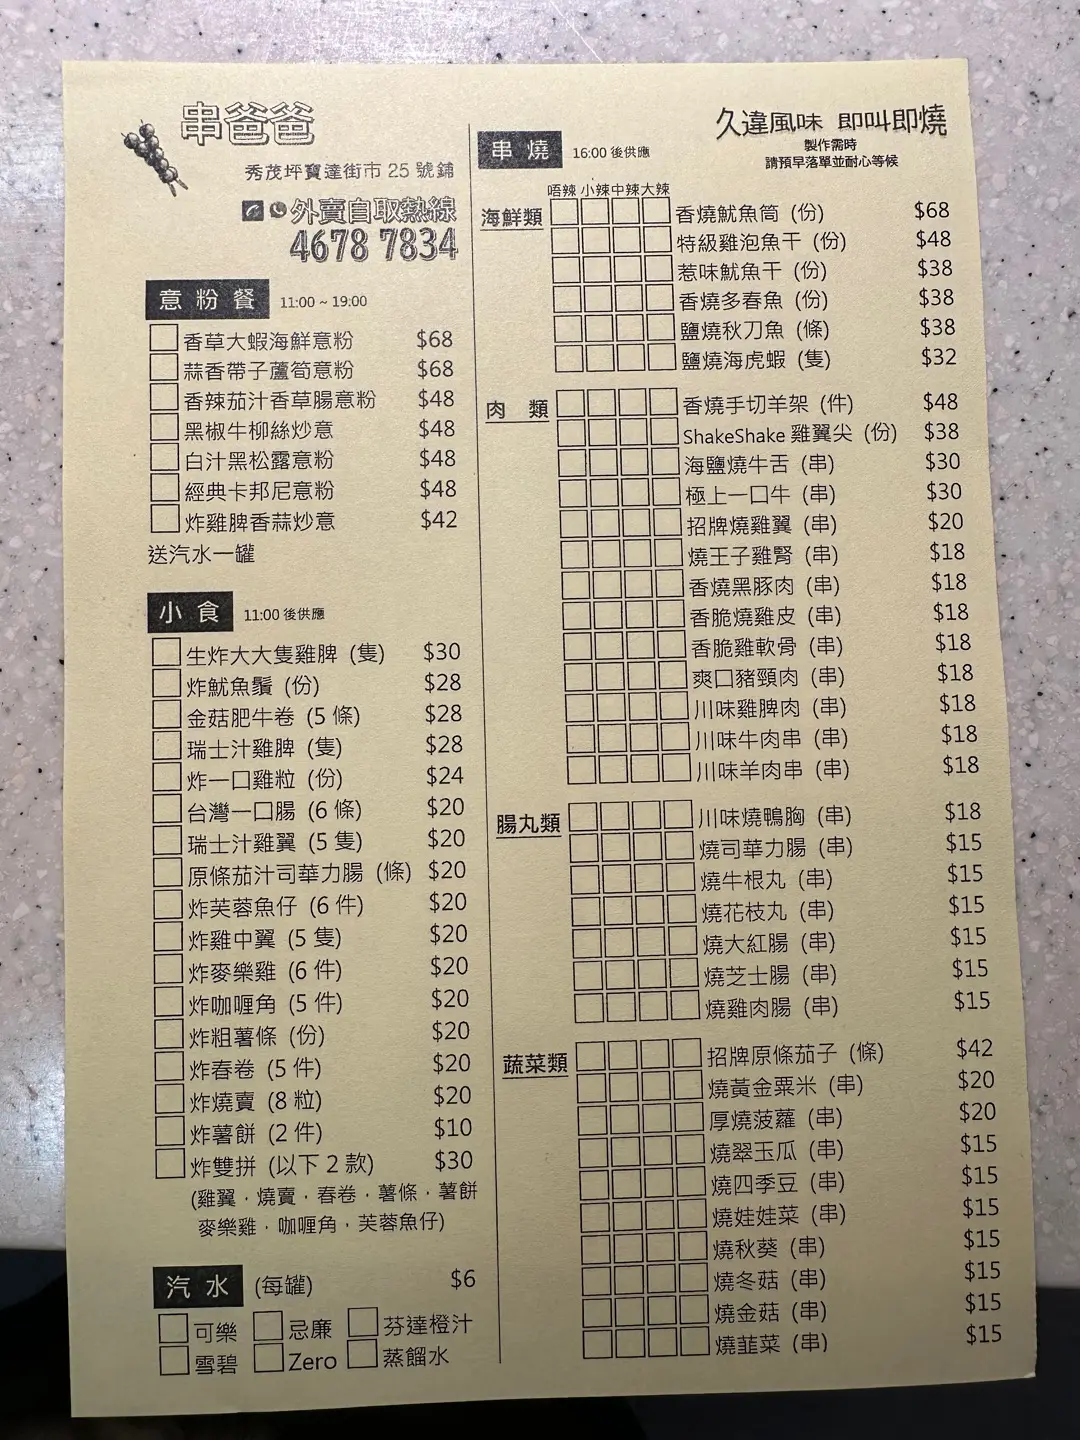 串爸爸
秀茂坪寶達街市 25 號鋪
外賣自取熱線
4678 7834
意粉餐 11:00 ~ 19:00
香草大蝦海鮮意粉 $68
蒜香帶子蘆筍意粉 $68
香辣茄汁香草腸意粉 $48
黑椒牛柳絲炒意 $48
白汁黑松露意粉 $48
經典卡邦尼意粉 $48
炸雞脾香蒜炒意 $42
送汽水一罐
小食 11:00 後供應
生炸大大隻雞脾 (隻) $30
炸魷魚鬚 (份) $28
金菇肥牛卷 (5 條) $28
瑞士汁雞脾 (隻) $28
炸一口雞粒 (份) $24
台灣一口腸 (6 條) $20
瑞士汁雞翼 (5 隻) $20
原條茄汁司華力腸 (條) $20
炸芙蓉魚仔 (6 件) $20
炸雞中翼 (5 隻) $20
炸麥樂雞 (6 件) $20
炸咖喱角 (5 件) $20
炸粗薯條 (份) $20
炸春卷 (5 件) $20
炸燒賣 (8 粒) $20
炸薯餅 (2 件) $10
炸雙拼 (以下 2 款) $30
(雞翼，燒賣，春卷，薯條，薯餅
麥樂雞，咖喱角，芙蓉魚仔)
汽水 (每罐) $6
可樂 忌廉 芬達橙汁
雪碧 Zero 蒸餾水
久違風味 即叫即燒
製作需時
請預早落單並耐心等候
串燒 16:00 後供應
唔辣 小辣 中辣 大辣
海鮮類 香燒魷魚筒 (份) $68
特級雞泡魚干 (份) $48
惹味魷魚干 (份) $38
香燒多春魚 (份) $38
鹽燒秋刀魚 (條) $38
鹽燒海虎蝦 (隻) $32
肉類 香燒手切羊架 (件) $48
ShakeShake 雞翼尖 (份) $38
海鹽燒牛舌 (串) $30
極上一口牛 (串) $30
招牌燒雞翼 (串) $20
燒王子雞腎 (串) $18
香燒黑豚肉 (串) $18
香脆燒雞皮 (串) $18
香脆雞軟骨 (串) $18
爽口豬頸肉 (串) $18
川味雞脾肉 (串) $18
川味牛肉串 (串) $18
川味羊肉串 (串) $18
腸丸類 川味燒鴨胸 (串) $18
燒司華力腸 (串) $15
燒牛根丸 (串) $15
燒花枝丸 (串) $15
燒大紅腸 (串) $15
燒芝士腸 (串) $15
燒雞肉腸 (串) $15
蔬菜類 招牌原條茄子 (條) $42
燒黃金粟米 (串) $20
厚燒菠蘿 (串) $20
燒翠玉瓜 (串) $15
燒四季豆 (串) $15
燒娃娃菜 (串) $15
燒秋葵 (串) $15
燒冬菇 (串) $15
燒金菇 (串) $15
燒韮菜 (串) $15